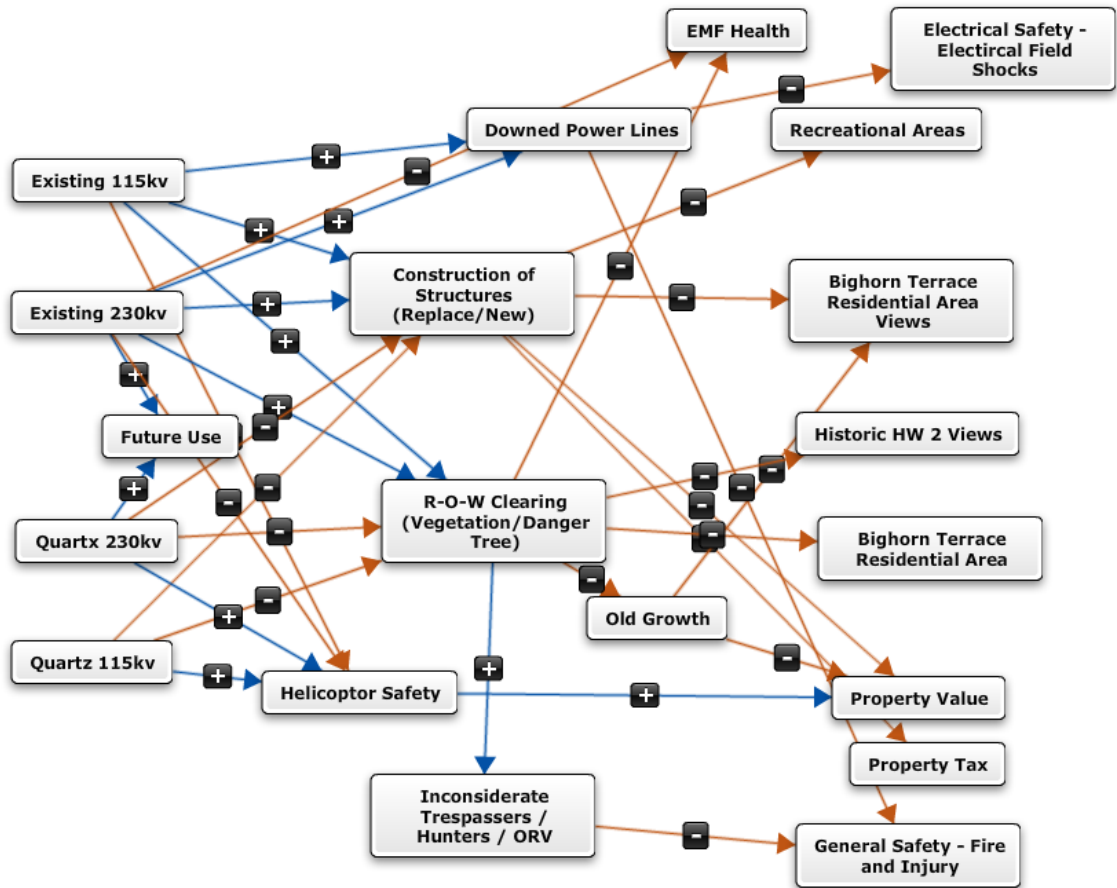 EMF Health
Electrical Safety -
Electircal Field
Shocks
Downed Power Lines
Recreational Areas
Existing 115kv
Construction of
Structures
(Replace/New)
Bighorn Terrace
Residential Area
Views
Existing 230kv
Future Use
Historic HW 2 Views
R-O-W Clearing
(Vegetation/Danger
Tree)
Quartx 230kv
Bighorn Terrace
Residential Area
Old Growth
Quartz 115kv
Helicoptor Safety
Property Value
Property Tax
Inconsiderate
Trespassers /
Hunters / ORV
General Safety - Fire
and Injury